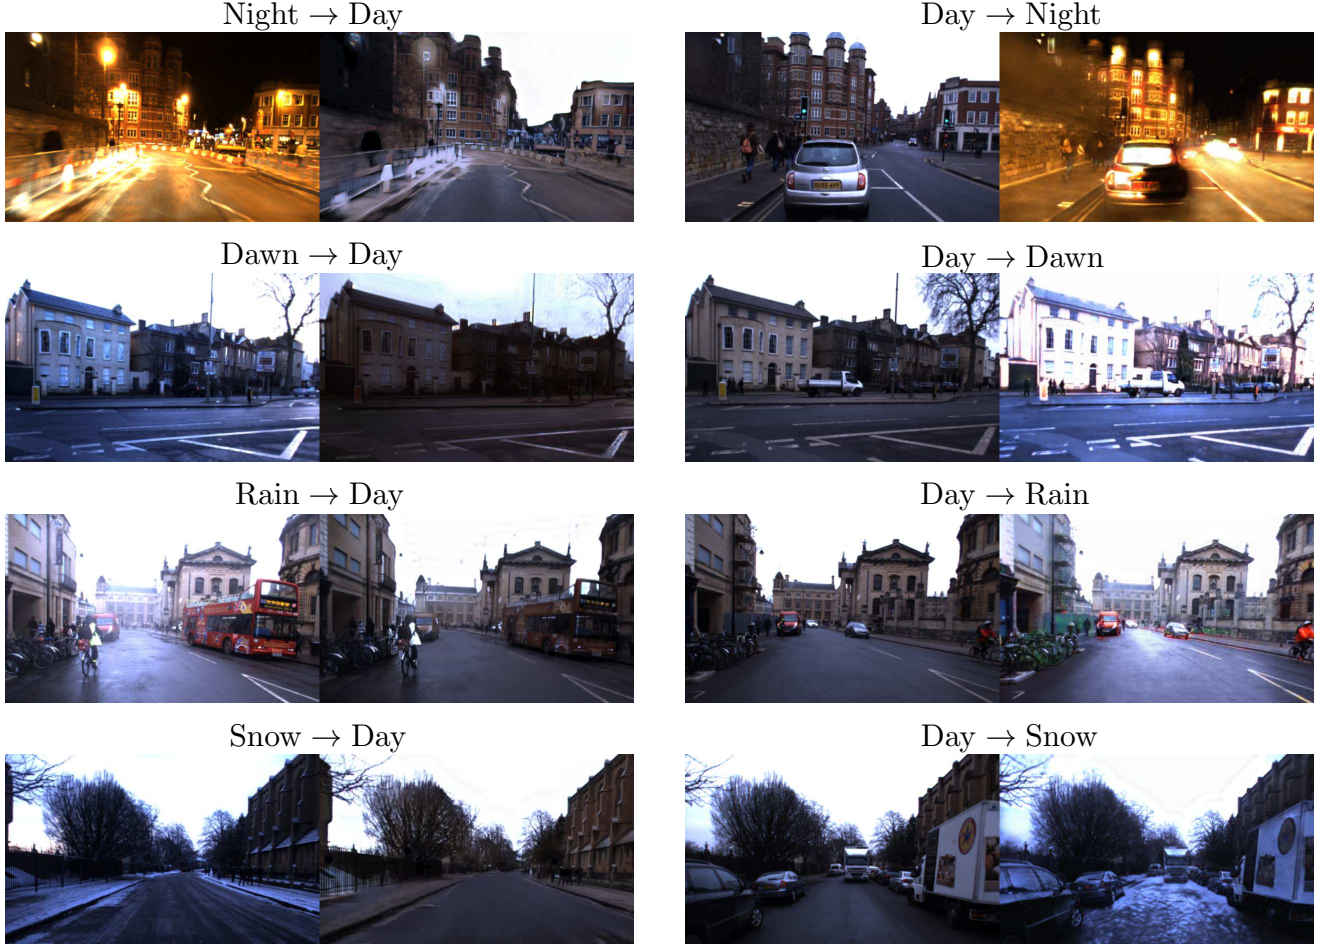 Night → Day
Day → Night
Dawn → Day
Day → Dawn
Rain → Day
Day → Rain
Snow → Day
Day → Snow